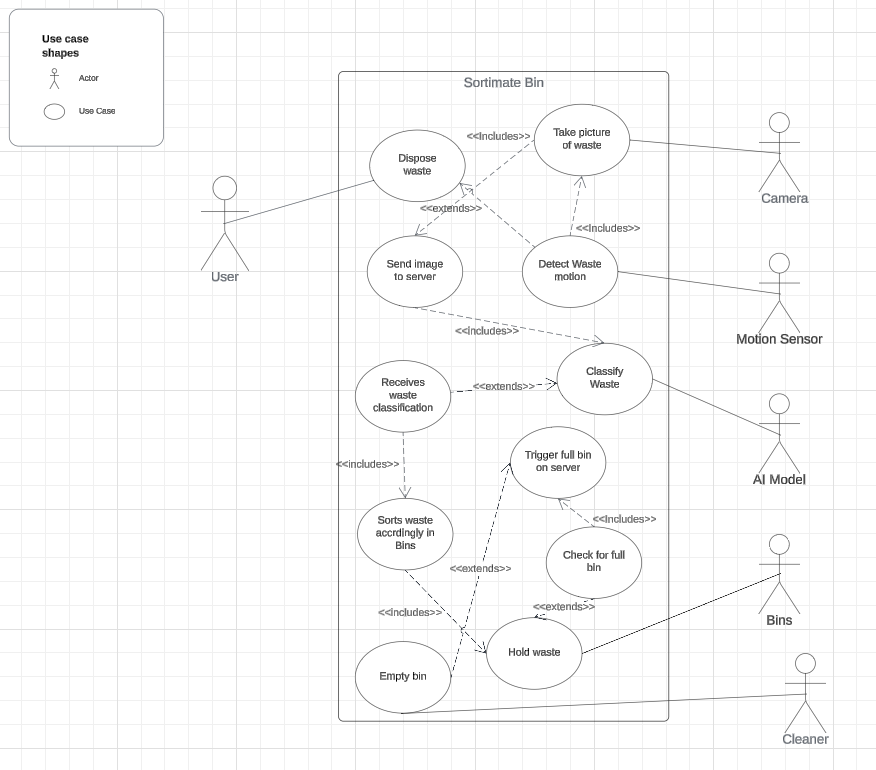 Use case
shapes
Actor
Use Case
Sortimate Bin
Dispose
waste
<<Includes>>
Take picture
of waste
Camera
<<extends>>
<<Includes>>
User
Send image
to server
Detect Waste
motion
Motion Sensor
<<Includes>>
Classify
Waste
Receives
waste
classification
<<extends>>
AI Model
<<includes>>
Trigger full bin
on server
Sorts waste
accrdingly in
Bins
<<Includes>>
Check for full
bin
<<extends>>
<<includes>>
<<extends>>
Bins
Hold waste
Empty bin
Cleaner